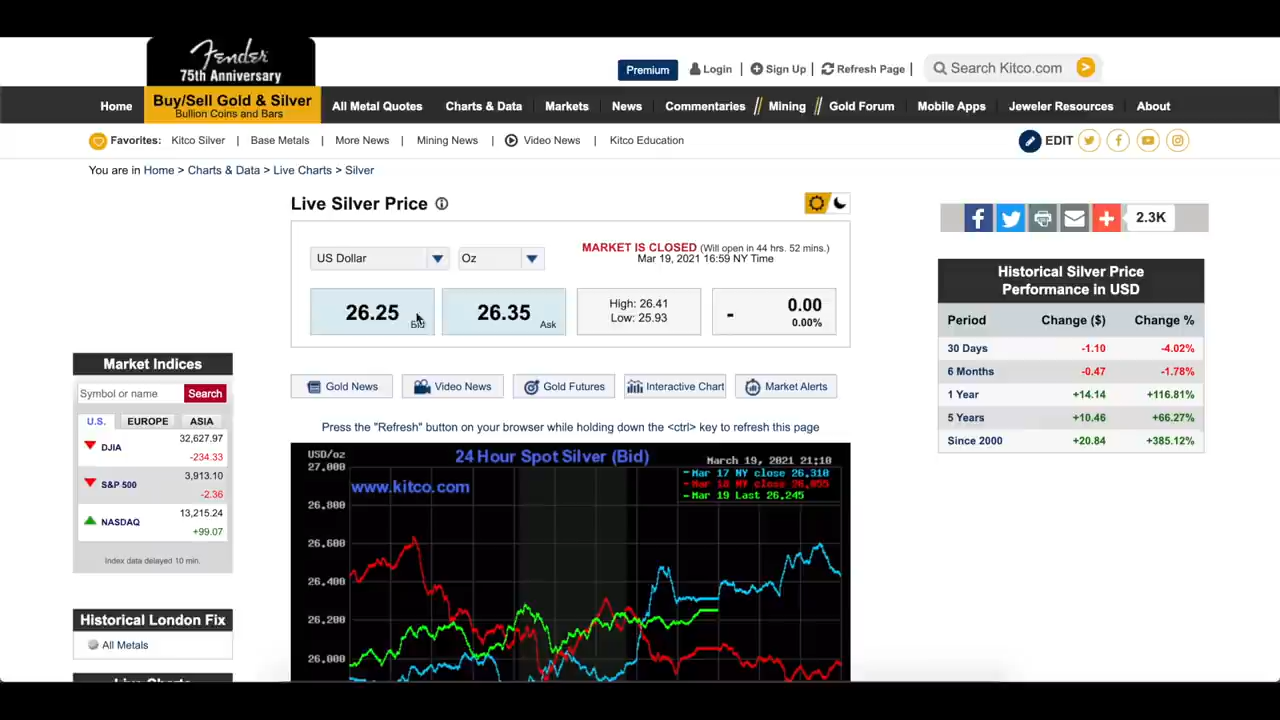 Fender
75th Anniversary
Premium
Login | Sign Up | Refresh Page |
Search Kitco.com
Home
Buy/Sell Gold & Silver
Bullion Coins and Bars
All Metal Quotes
Charts & Data
Markets
News
Commentaries // Mining // Gold Forum
Mobile Apps
Jeweler Resources
About
Favorites: Kitco Silver | Base Metals | More News | Mining News | Video News | Kitco Education
EDIT
You are in Home > Charts & Data > Live Charts > Silver
Live Silver Price
US Dollar
Oz
MARKET IS CLOSED (Will open in 44 hrs. 52 mins.)
Mar 19, 2021 16:59 NY Time
26.25
Bid
26.35
Ask
High: 26.41
Low: 25.93
-
0.00
0.00%
2.3K
Historical Silver Price
Performance in USD
Period Change ($) Change %
30 Days -1.10 -4.02%
6 Months -0.47 -1.78%
1 Year +14.14 +116.81%
5 Years +10.46 +66.27%
Since 2000 +20.84 +385.12%
Market Indices
Symbol or name
Search
U.S. EUROPE ASIA
DJIA 32,627.97
-234.33
S&P 500 3,913.10
-2.36
NASDAQ 13,215.24
+99.07
Index data delayed 10 min.
Historical London Fix
All Metals
Gold News
Video News
Gold Futures
Interactive Chart
Market Alerts
Press the "Refresh" button on your browser while holding down the <ctrl> key to refresh this page
USD/oz
24 Hour Spot Silver (Bid)
March 19, 2021 21:10
www.kitco.com
Mar 17 NY close 26.310
Mar 18 NY close 26.055
Mar 19 Last 26.245
27.000
26.800
26.600
26.400
26.200
26.000